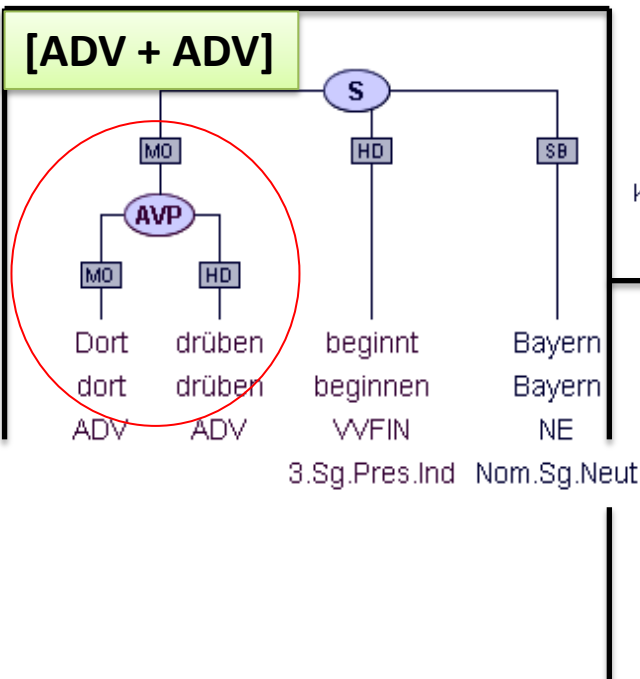 [ADV + ADV]
S
MO HD SB
AVP
MO HD
Dort drüben beginnt Bayern
dort drüben beginnen Bayern
ADV ADV VVFIN NE
3.Sg.Pres.Ind Nom.Sg.Neut